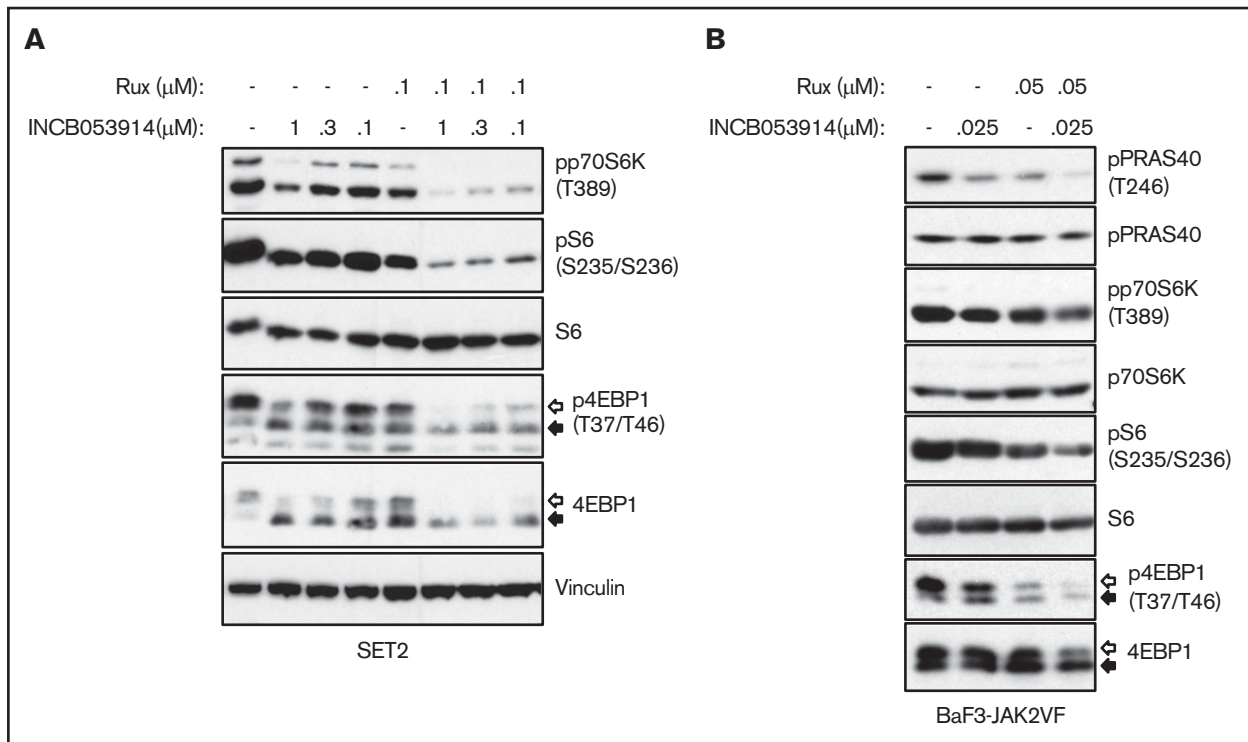 A
Rux (μM): - - - - .1 .1 .1 .1
INCB053914(μM): - 1 .3 .1 - 1 .3 .1
pp70S6K
(T389)
pS6
(S235/S236)
S6
p4EBP1
(T37/T46)
4EBP1
Vinculin
SET2
B
Rux (μM): - - .05 .05
INCB053914(μM): - .025 - .025
pPRAS40
(T246)
pPRAS40
pp70S6K
(T389)
p70S6K
pS6
(S235/S236)
S6
p4EBP1
(T37/T46)
4EBP1
BaF3-JAK2VF